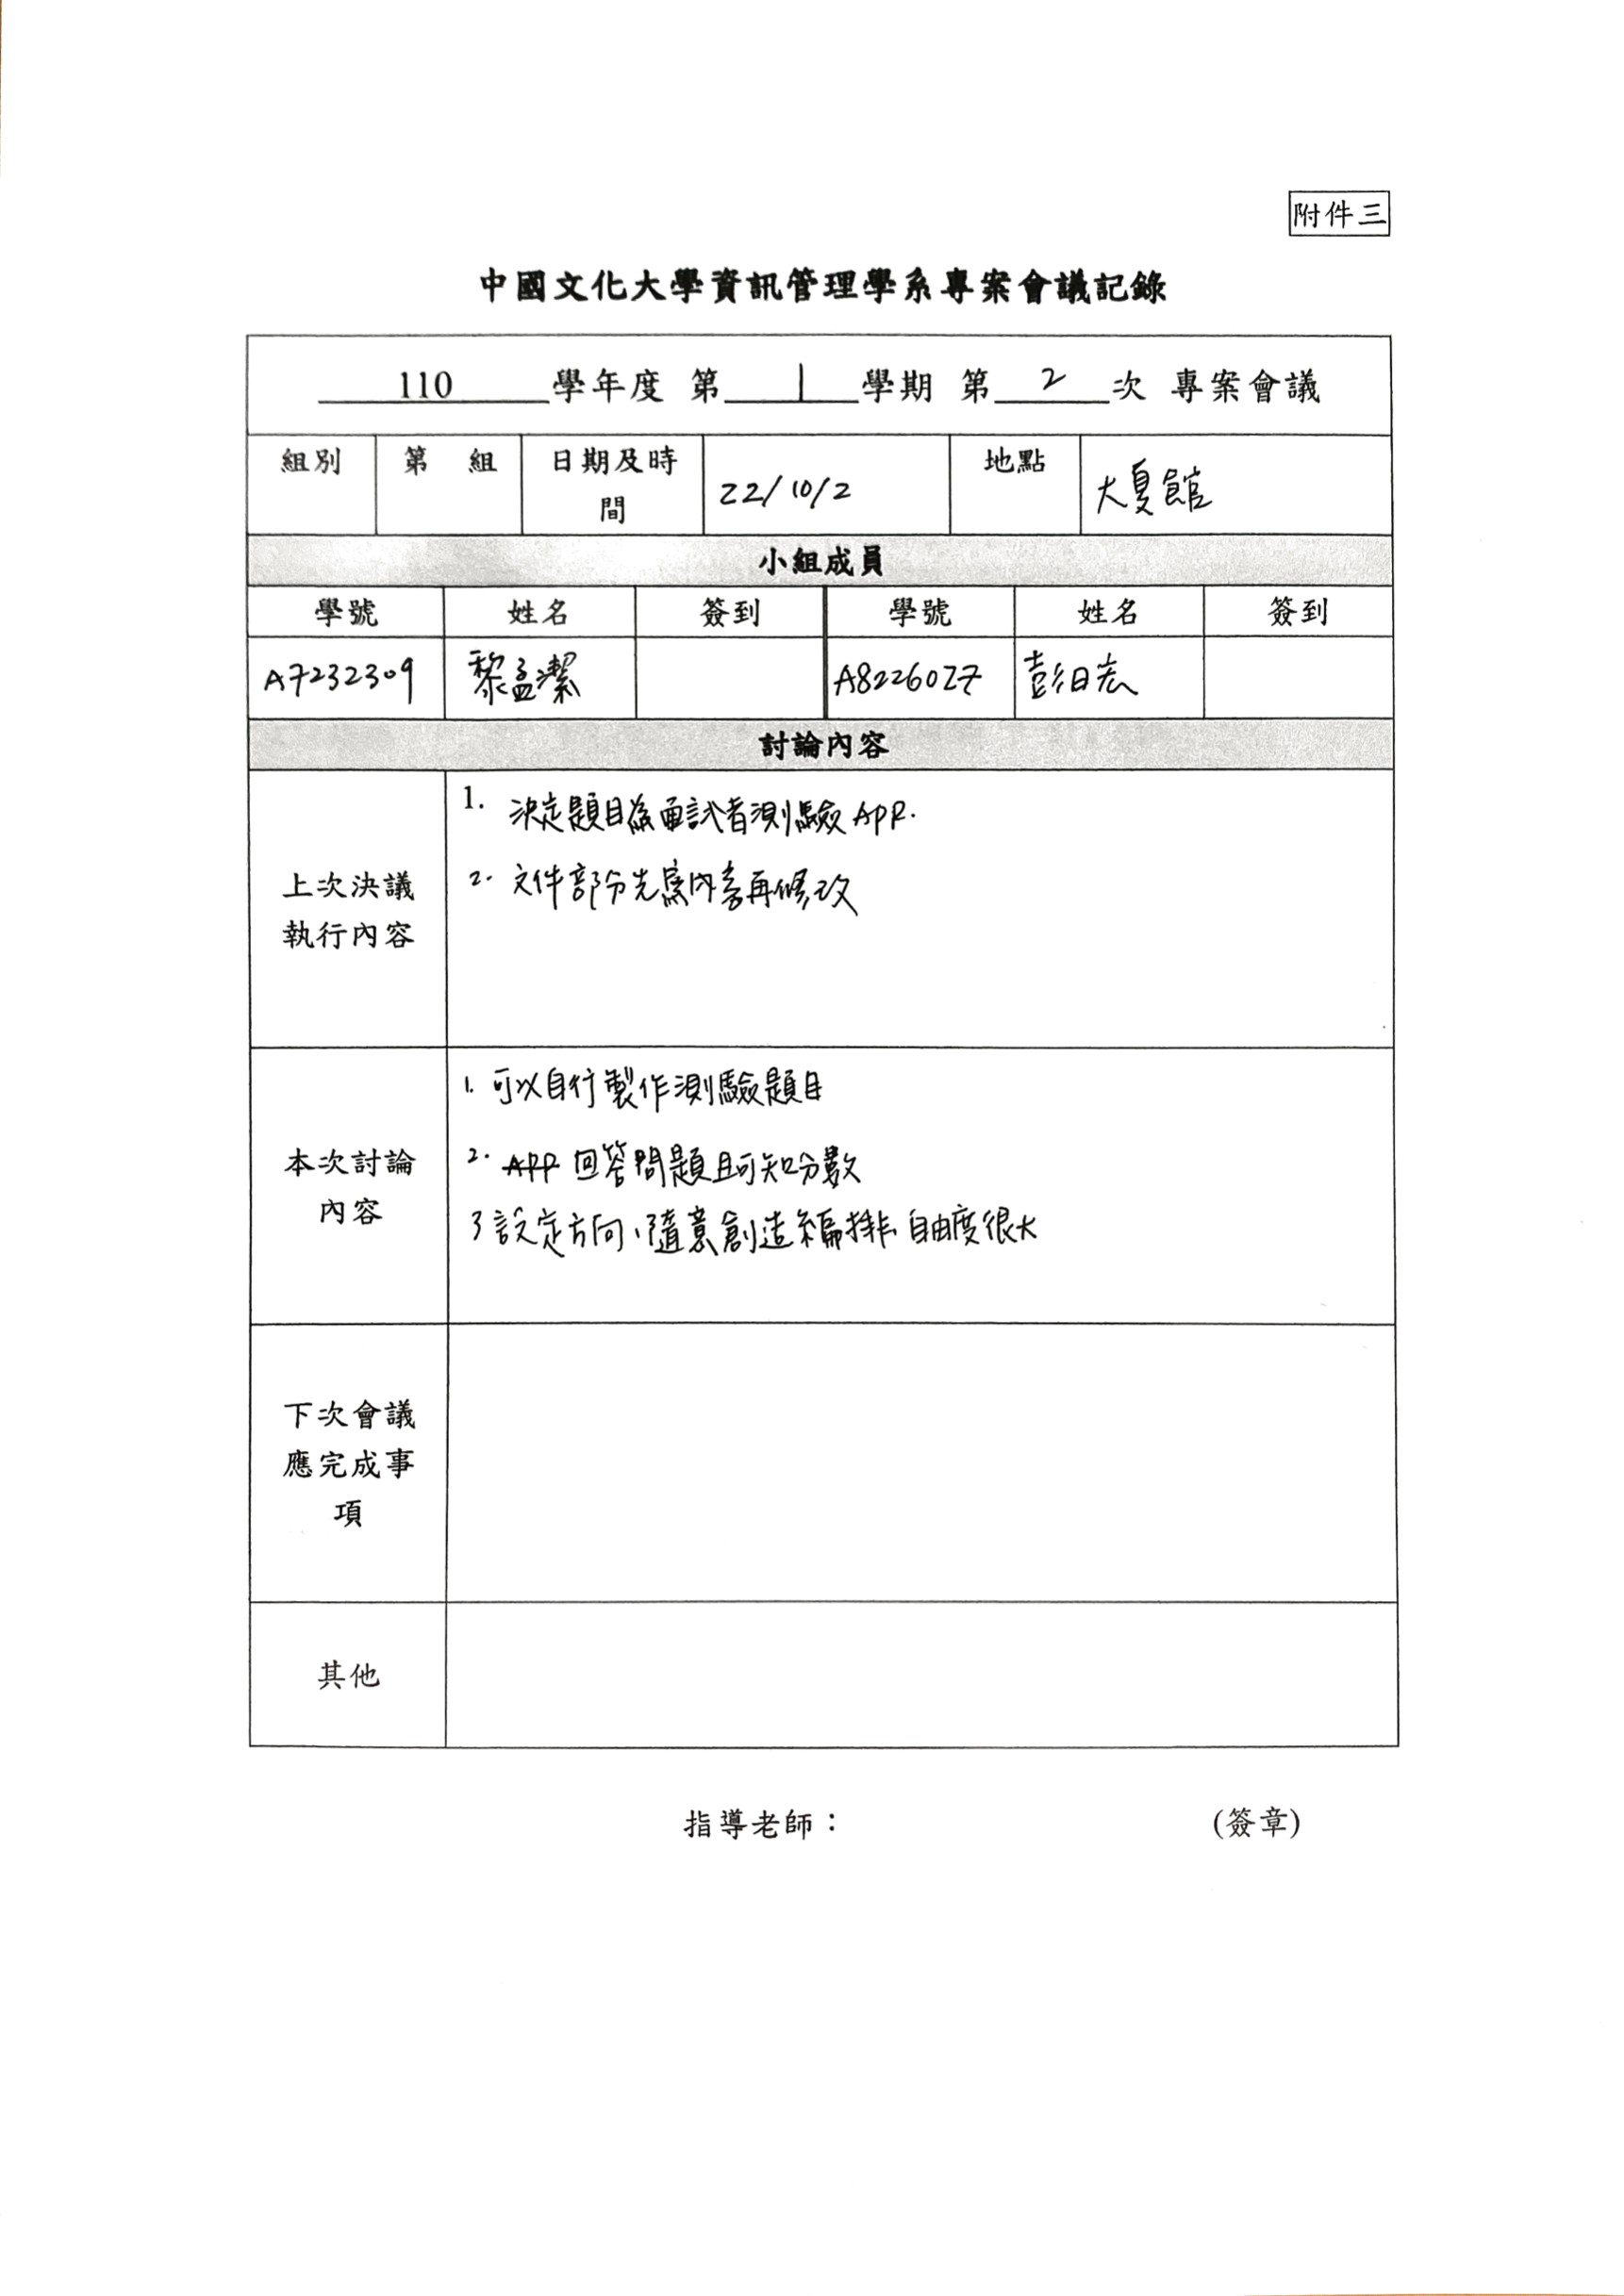 附件三
中國文化大學資訊管理學系專案會議記錄
110 學年度 第 1 學期 第 2 次 專案會議
組別 第 組 日期及時間 22/10/2 地點 大夏館
小組成員
學號 姓名 簽到 學號 姓名 簽到
A7232309 黎孟潔 A8226027 彭日宏
討論內容
上次決議
執行內容
1. 決定題目為面試者測驗APP.
2. 文件部分先寫內容再修改
本次討論
內容
1. 可以自行製作測驗題目
2. APP 回答問題且可知分數
3 設定方向、隨意創造編排、自由度很大
下次會議
應完成事
項
其他
指導老師： (簽章)